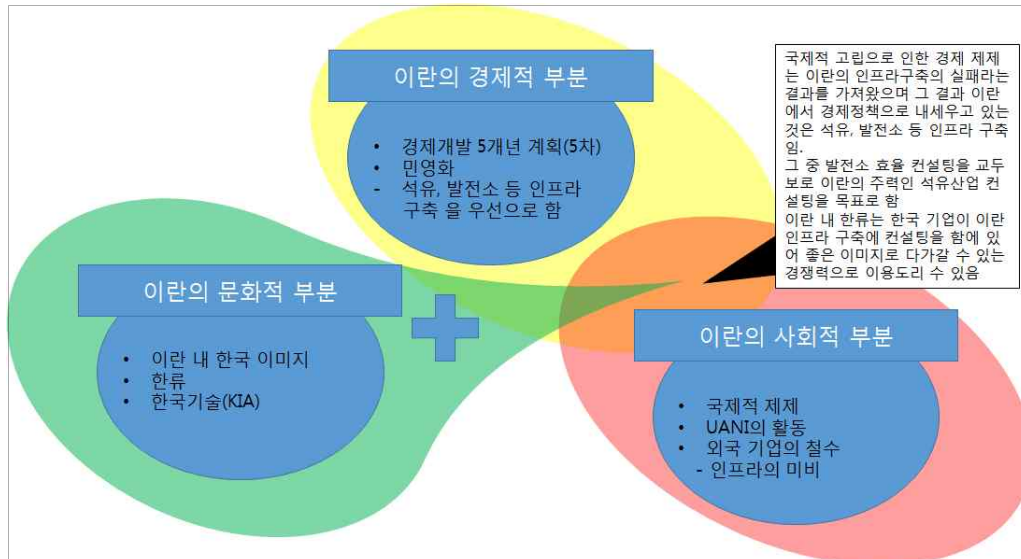 이란의 경제적 부분
• 경제개발 5개년 계획(5차)
• 민영화
- 석유, 발전소 등 인프라
구축 을 우선으로 함
국제적 고립으로 인한 경제 제제
는 이란의 인프라구축의 실패라는
결과를 가져왔으며 그 결과 이란
에서 경제정책으로 내세우고 있는
것은 석유, 발전소 등 인프라 구축
임.
그 중 발전소 효율 컨설팅을 교두
보로 이란의 주력인 석유산업 컨
설팅을 목표로 함
이란 내 한류는 한국 기업이 이란
인프라 구축에 컨설팅을 함에 있
어 좋은 이미지로 다가갈 수 있는
경쟁력으로 이용도리 수 있음
이란의 문화적 부분
• 이란 내 한국 이미지
• 한류
• 한국기술(KIA)
이란의 사회적 부분
• 국제적 제제
• UANI의 활동
• 외국 기업의 철수
- 인프라의 미비